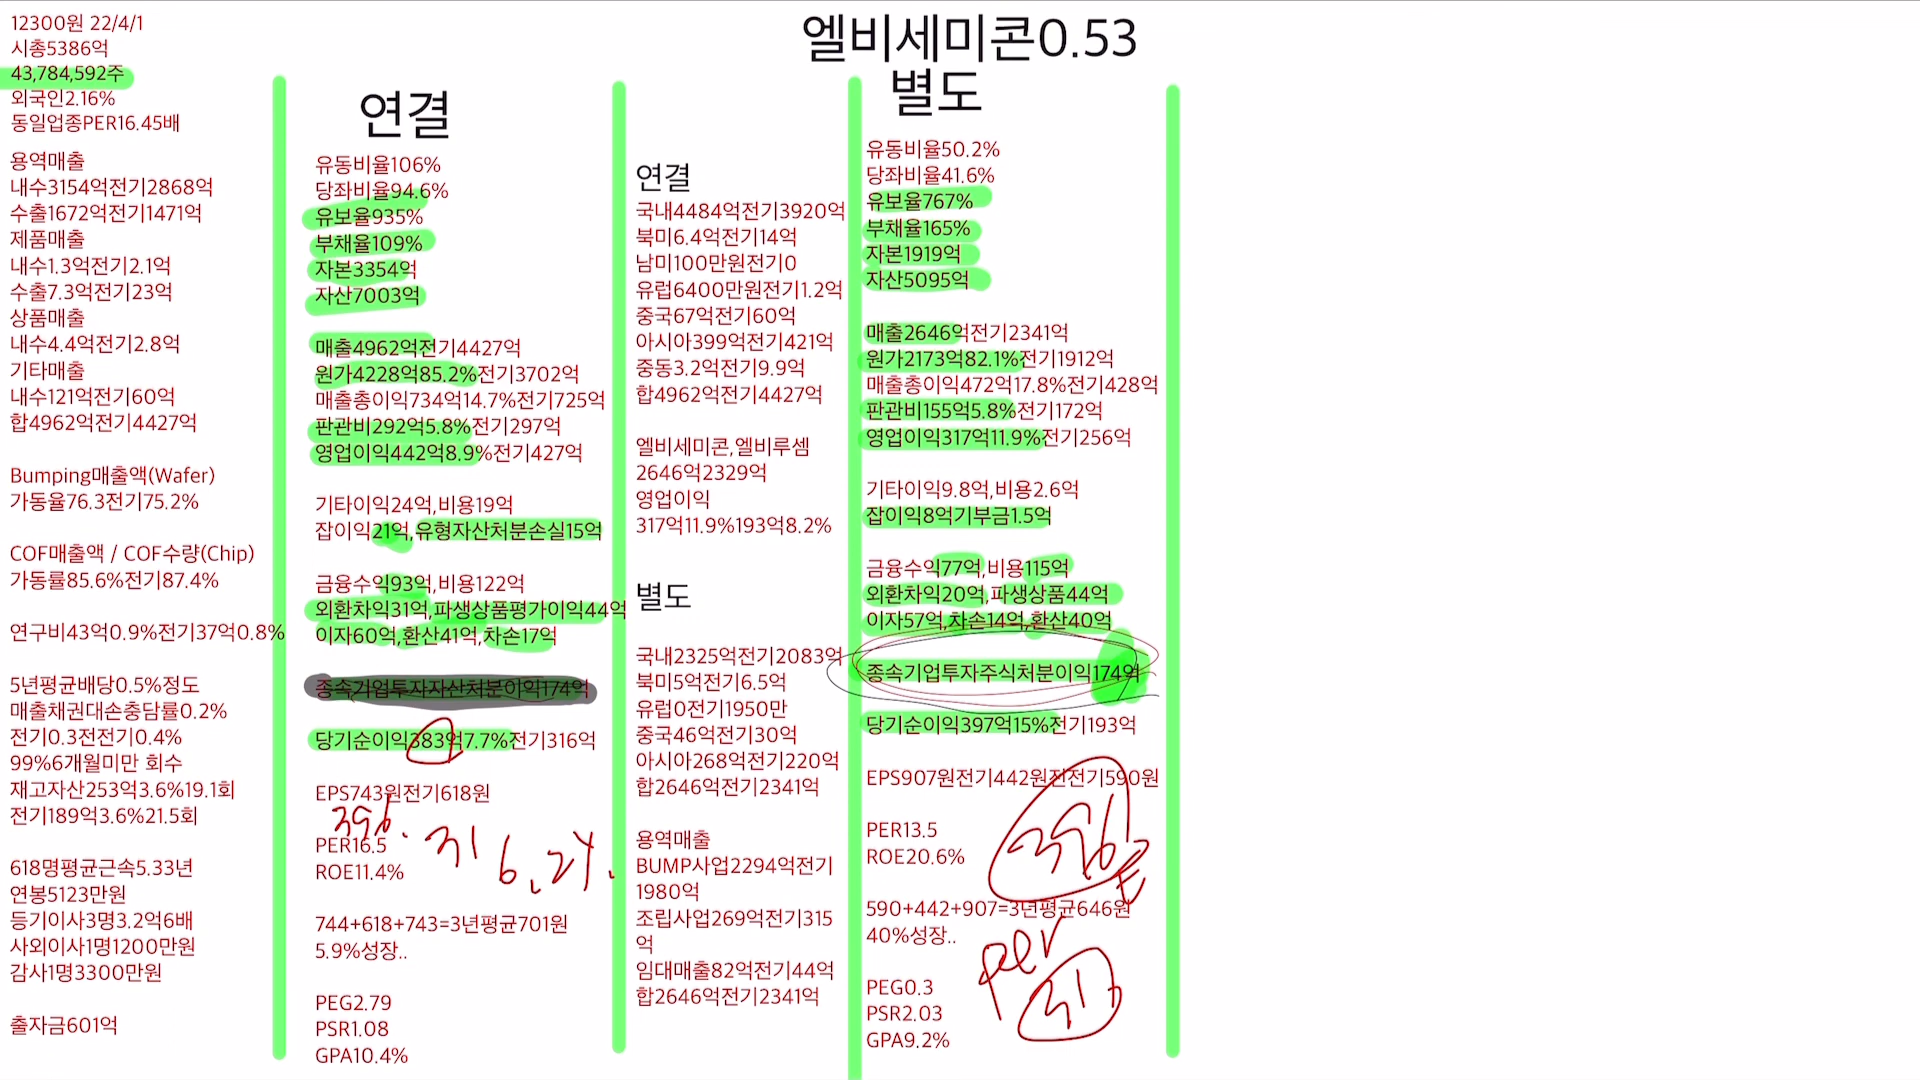 엘비세미콘0.53
12300원 22/4/1
시총5386억
43,784,592주
외국인2.16%
동일업종PER16.45배
용역매출
내수3154억전기2868억
수출1672억전기1471억
제품매출
내수1.3억전기2.1억
수출7.3억전기23억
상품매출
내수4.4억전기2.8억
기타매출
내수121억전기60억
합4962억전기4427억
Bumping매출액(Wafer)
가동율76.3전기75.2%
COF매출액 / COF수량(Chip)
가동률85.6%전기87.4%
연구비43억0.9%전기37억0.8%
5년평균배당0.5%정도
매출채권대손충담률0.2%
전기0.3전전기0.4%
99%6개월미만 회수
재고자산253억3.6%19.1회
전기189억3.6%21.5회
618명평균근속5.33년
연봉5123만원
등기이사3명3.2억6배
사외이사1명1200만원
감사1명3300만원
출자금601억
연결
유동비율106%
당좌비율94.6%
유보율935%
부채율109%
자본3354억
자산7003억
매출4962억전기4427억
원가4228억85.2%전기3702억
매출총이익734억14.7%전기725억
판관비292억5.8%전기297억
영업이익442억8.9%전기427억
기타이익24억,비용19억
잡이익21억,유형자산처분손실15억
금융수익93억,비용122억
외환차익31억,파생상품평가이익44억
이자60억,환산41억,차손17억
종속기업투자자산처분이익174억
당기순이익383억7.7%전기316억
EPS743원전기618원
396.
PER16.5
31
6.24.
ROE11.4%
744+618+743=3년평균701원
5.9%성장..
PEG2.79
PSR1.08
GPA10.4%
연결
국내4484억전기3920억
북미6.4억전기14억
남미100만원전기0
유럽6400만원전기1.2억
중국67억전기60억
아시아399억전기421억
중동3.2억전기9.9억
합4962억전기4427억
엘비세미콘,엘비루셈
2646억2329억
영업이익
317억11.9%193억8.2%
별도
국내2325억전기2083억
북미5억전기6.5억
유럽0전기1950만
중국46억전기30억
아시아268억전기220억
합2646억전기2341억
용역매출
BUMP사업2294억전기
1980억
조립사업269억전기315
억
임대매출82억전기44억
합2646억전기2341억
별도
유동비율50.2%
당좌비율41.6%
유보율767%
부채율165%
자본1919억
자산5095억
매출2646억전기2341억
원가2173억82.1%전기1912억
매출총이익472억17.8%전기428억
판관비155억5.8%전기172억
영업이익317억11.9%전기256억
기타이익9.8억,비용2.6억
잡이익8억기부금1.5억
금융수익77억,비용115억
외환차익20억,파생상품44억
이자57억,차손14억,환산40억
종속기업투자주식처분이익174억
당기순이익397억15%전기193억
EPS907원전기442원전전기590원
396
PER13.5
ROE20.6%
590+442+907=3년평균646원
40%성장..
per
31
PEG0.3
PSR2.03
GPA9.2%